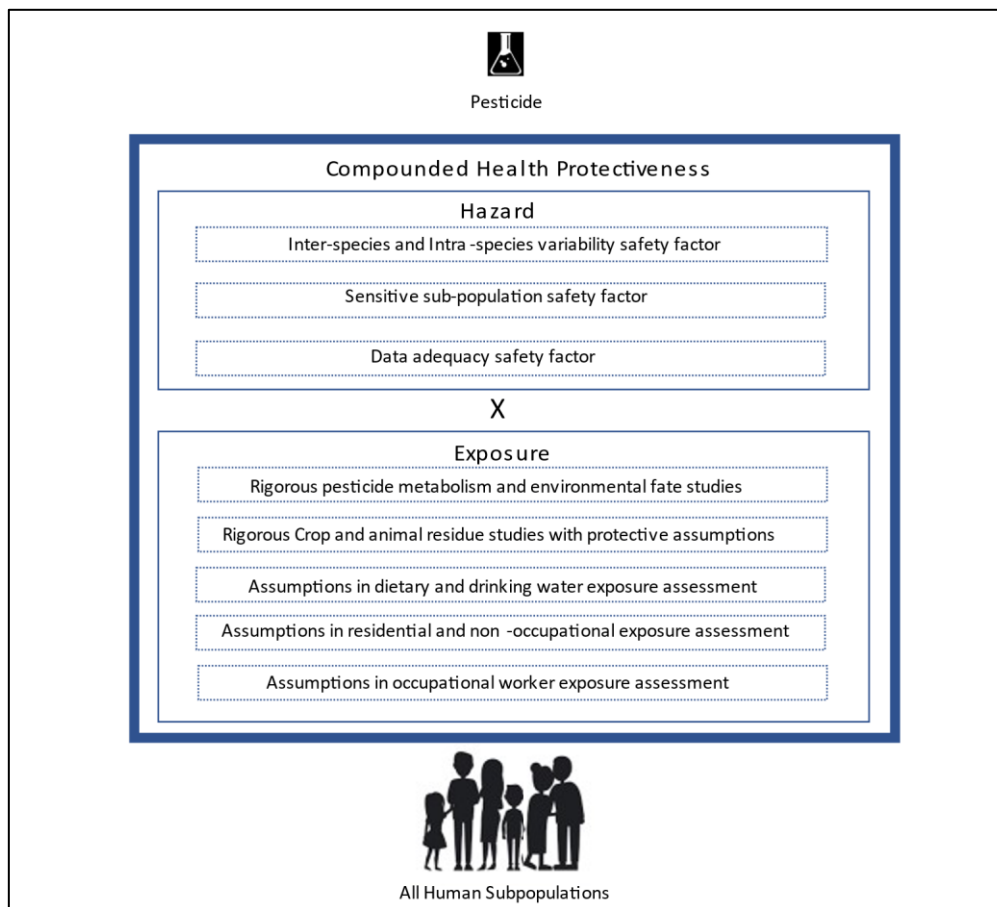 Pesticide
Compounded Health Protectiveness
Hazard
Inter-species and Intra -species variability safety factor
Sensitive sub-population safety factor
Data adequacy safety factor
X
Exposure
Rigorous pesticide metabolism and environmental fate studies
Rigorous Crop and animal residue studies with protective assumptions
Assumptions in dietary and drinking water exposure assessment
Assumptions in residential and non -occupational exposure assessment
Assumptions in occupational worker exposure assessment
All Human Subpopulations